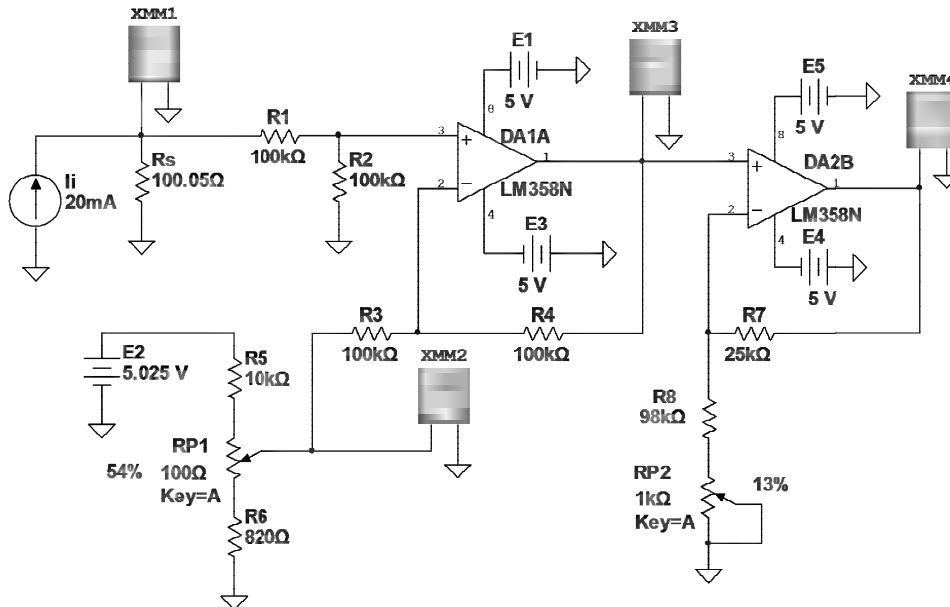 XMM1
XMM3
XMM4
E1
5 V
E5
5 V
8
8
R1
100kΩ
3
DA1A
1
3
DA2B
1
Rs
100.05Ω
R2
100kΩ
Ii
20mA
2
LM358N
2
LM358N
4
4
E3
5 V
E4
5 V
R3
100kΩ
R4
100kΩ
R7
25kΩ
E2
5.025 V
R5
10kΩ
XMM2
R8
98kΩ
RP1
54%
100Ω
Key=A
RP2
13%
1kΩ
Key=A
R6
820Ω